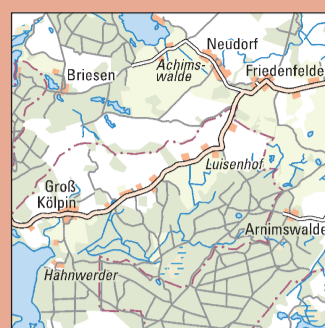 Neudorf
Achims-
walde
Friedenfelde
Briesen
Luisenhof
Groß
Kölpin
Arnimswalde
Hahnwerder